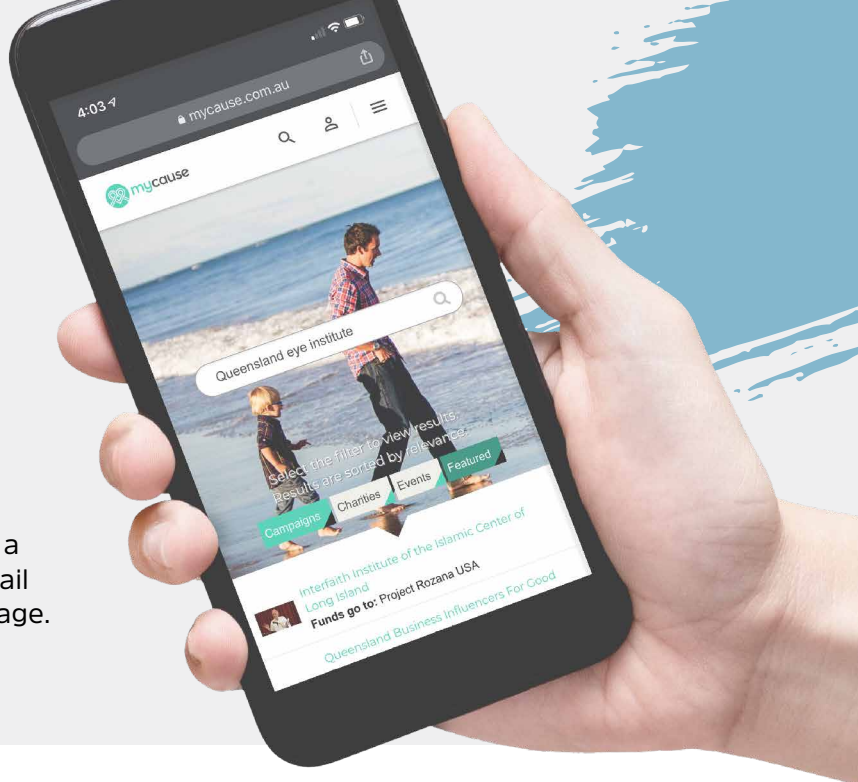 4:03
mycause.com.au
mycause
Queensland eye institute
Select the filter to view results.
Results are sorted by relevance.
Campaigns
Charities
Events
Featured
Interfaith Institute of the Islamic Center of
Long Island
Funds go to: Project Rozana USA
Queensland Business Influencers For Good
a
ail
age.